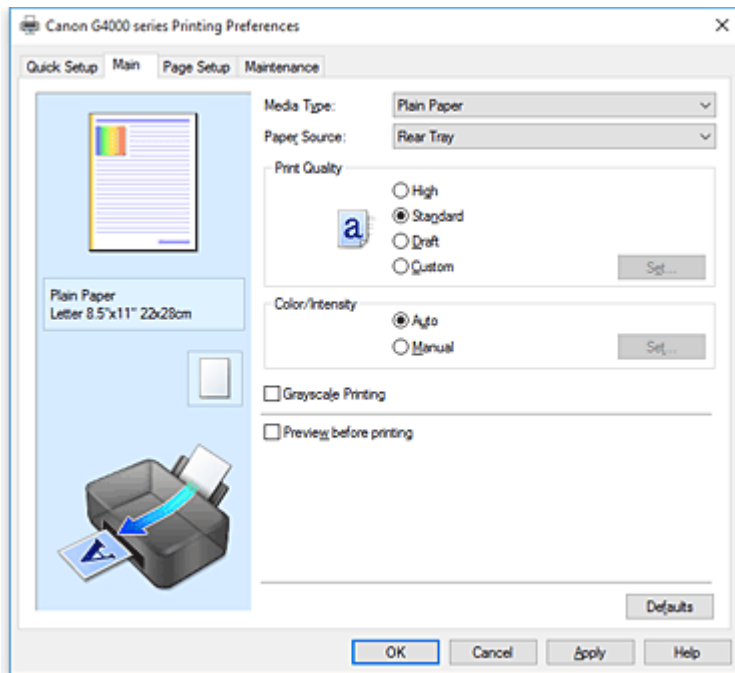 Canon G4000 series Printing Preferences
Quick Setup Main Page Setup Maintenance
Media Type: Plain Paper
Paper Source: Rear Tray
Print Quality
High
a Standard
Draft
Custom Set...
Plain Paper
Letter 8.5"x11" 22x28cm
Color/Intensity
Auto
Manual Set...
Grayscale Printing
Preview before printing
A
Defaults
OK Cancel Apply Help